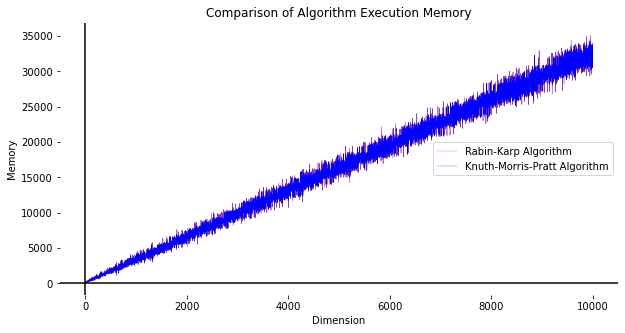 Comparison of Algorithm Execution Memory
35000
30000
25000
20000
15000
10000
5000
0
Memory
Rabin-Karp Algorithm
Knuth-Morris-Pratt Algorithm
0 2000 4000 6000 8000 10000
Dimension